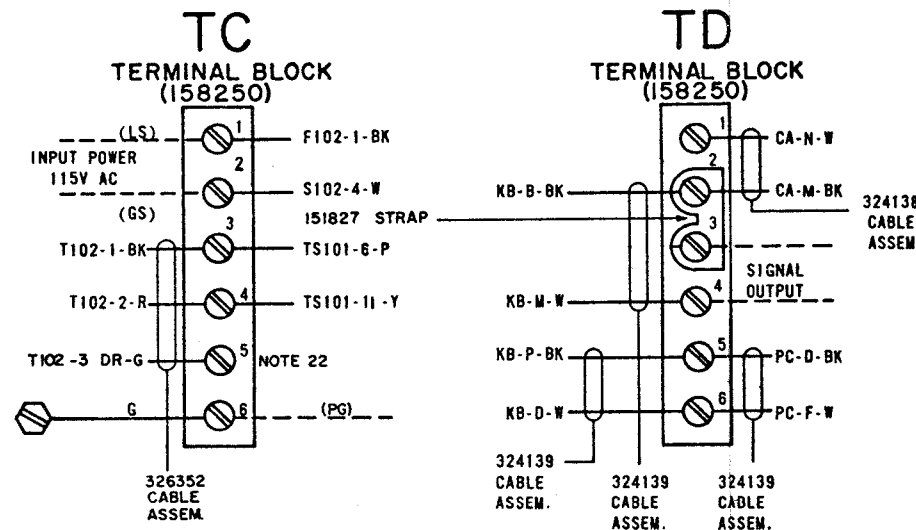 TC
TERMINAL BLOCK
(158250)
(LS)
1
F102-1-BK
INPUT POWER
115V AC
2
S102-4-W
(GS)
3
T102-1-BK
TS101-6-P
T102-2-R
4
TS101-11-Y
T102-3 DR-G
5
NOTE 22
G
6
(PG)
326352
CABLE
ASSEM.
TD
TERMINAL BLOCK
(158250)
1
CA-N-W
2
KB-B-BK
CA-M-BK
151827 STRAP
324138
CABLE
ASSEM.
3
SIGNAL
OUTPUT
KB-M-W
4
KB-P-BK
5
PC-D-BK
KB-D-W
6
PC-F-W
324139
CABLE
ASSEM.
324139
CABLE
ASSEM.
324139
CABLE
ASSEM.